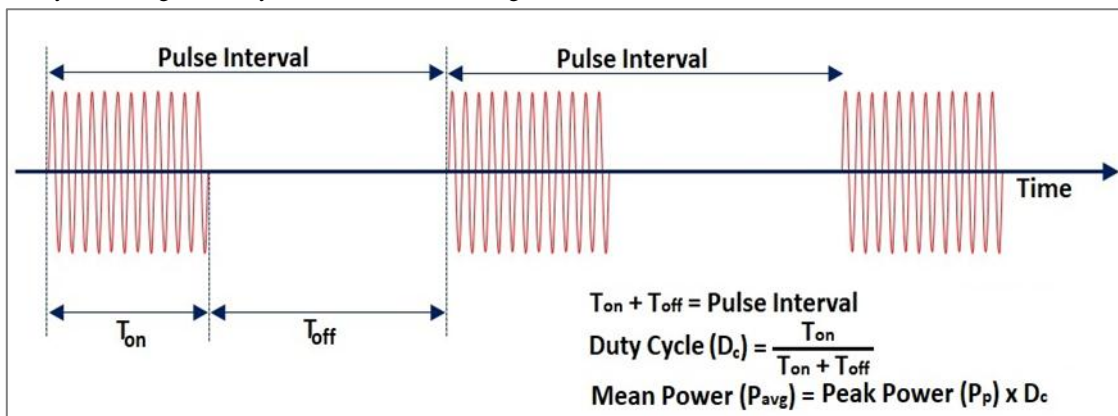 Pulse Interval
Pulse Interval
Time
Ton
Toff
Ton + Toff = Pulse Interval
Duty Cycle (Dc) = Ton
Ton + Toff
Mean Power (Pavg) = Peak Power (Pp) x Dc